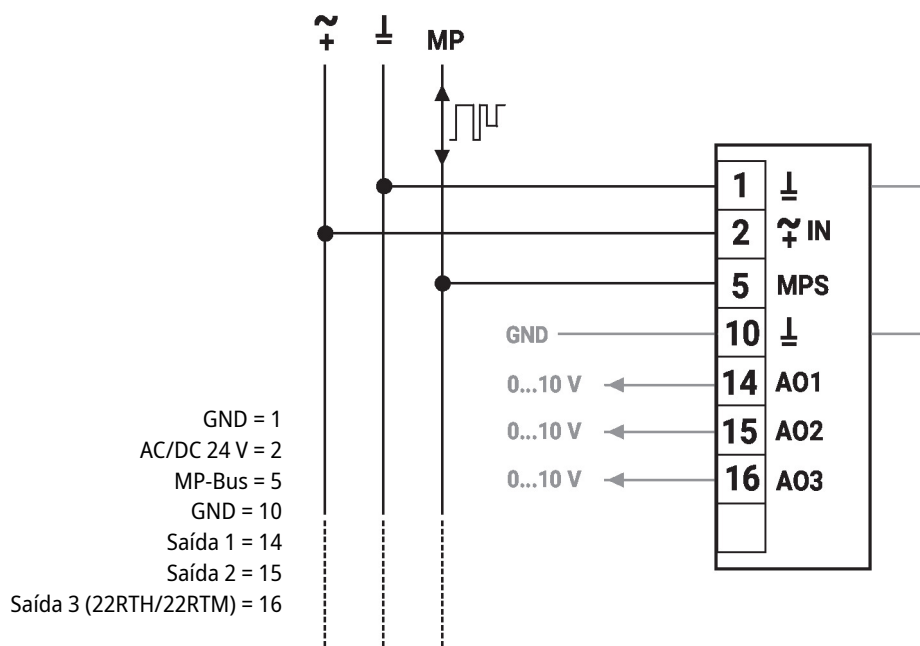 ~
+
⊥
MP
1 ⊥
2 ~+ IN
5 MPS
GND 10 ⊥
0...10 V 14 AO1
0...10 V 15 AO2
0...10 V 16 AO3
GND = 1
AC/DC 24 V = 2
MP-Bus = 5
GND = 10
Saída 1 = 14
Saída 2 = 15
Saída 3 (22RTH/22RTM) = 16